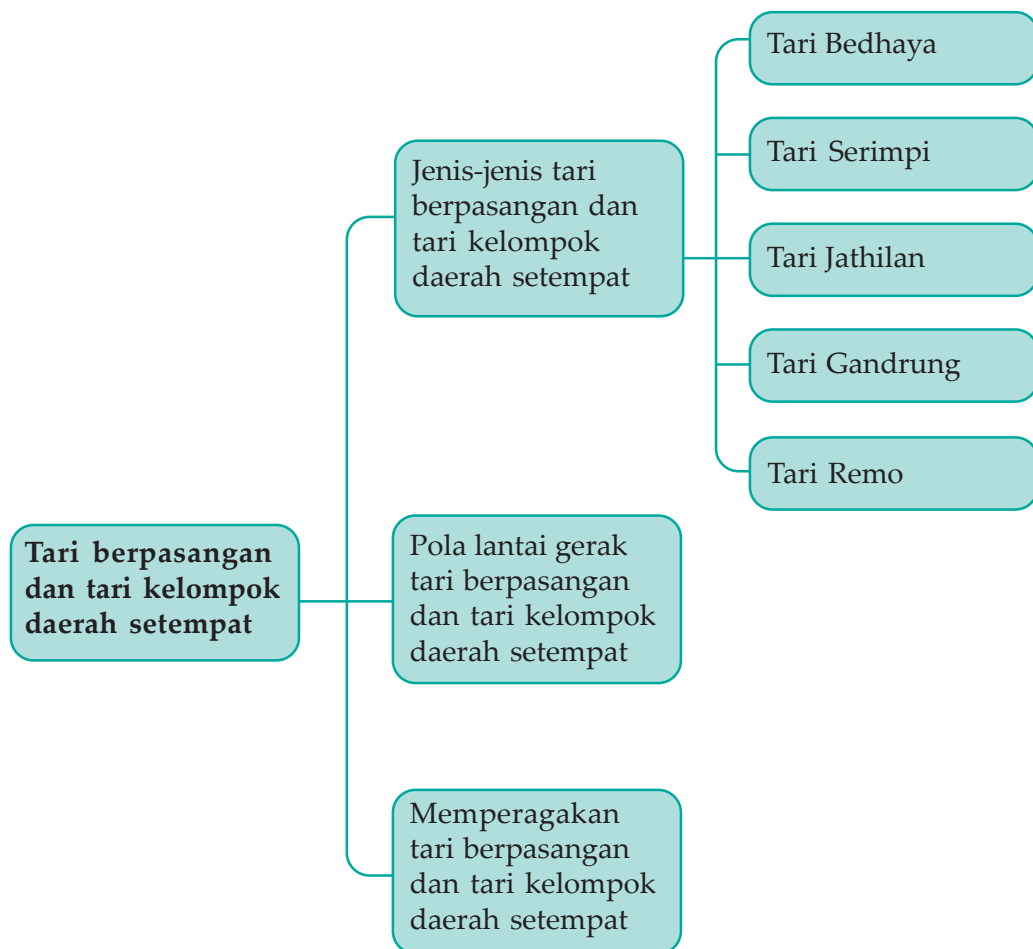 Tari berpasangan
dan tari kelompok
daerah setempat
Jenis-jenis tari
berpasangan dan
tari kelompok
daerah setempat
Tari Bedhaya
Tari Serimpi
Tari Jathilan
Tari Gandrung
Tari Remo
Pola lantai gerak
tari berpasangan
dan tari kelompok
daerah setempat
Memperagakan
tari berpasangan
dan tari kelompok
daerah setempat